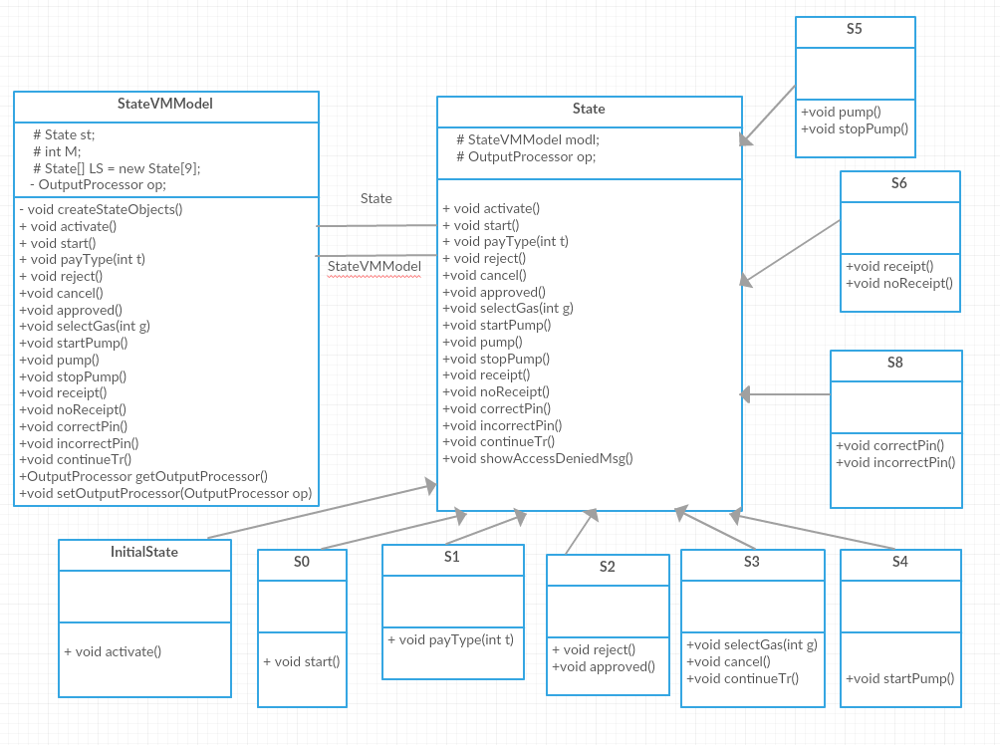 StateVMModel
# State st;
# int M;
# State[] LS = new State[9];
- OutputProcessor op;
- void createStateObjects()
+ void activate()
+ void start()
+ void payType(int t)
+ void reject()
+void cancel()
+void approved()
+void selectGas(int g)
+void startPump()
+void pump()
+void stopPump()
+void receipt()
+void noReceipt()
+void correctPin()
+void incorrectPin()
+void continueTr()
+OutputProcessor getOutputProcessor()
+void setOutputProcessor(OutputProcessor op)
State
StateVMModel
State
# StateVMModel modl;
# OutputProcessor op;
+ void activate()
+ void start()
+ void payType(int t)
+ void reject()
+void cancel()
+void approved()
+void selectGas(int g)
+void startPump()
+void pump()
+void stopPump()
+void receipt()
+void noReceipt()
+void correctPin()
+void incorrectPin()
+void continueTr()
+void showAccessDeniedMsg()
S5
+void pump()
+void stopPump()
S6
+void receipt()
+void noReceipt()
S8
+void correctPin()
+void incorrectPin()
InitialState
+ void activate()
S0
+ void start()
S1
+ void payType(int t)
S2
+ void reject()
+void approved()
S3
+void selectGas(int g)
+void cancel()
+void continueTr()
S4
+void startPump()